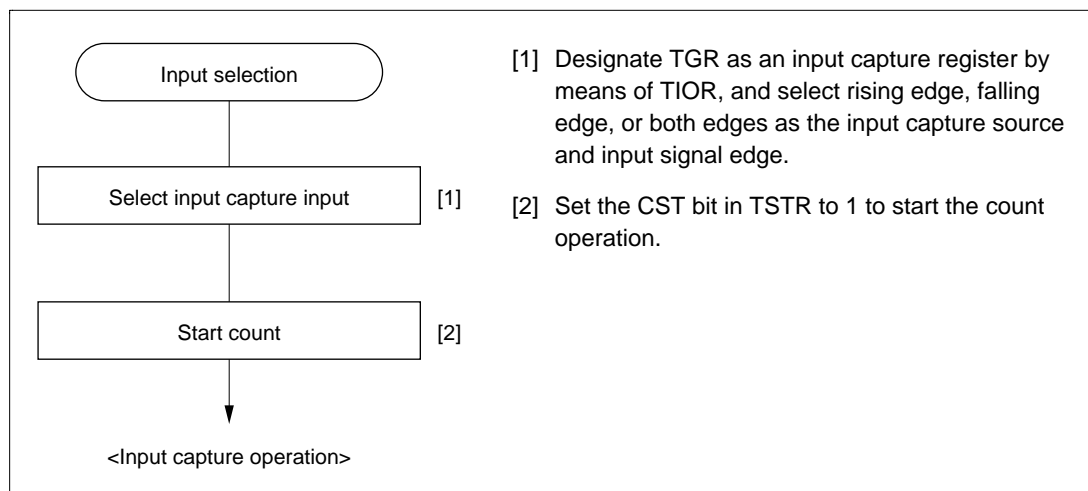 Input selection
Select input capture input
[1]
Start count
[2]
<Input capture operation>
[1] Designate TGR as an input capture register by
means of TIOR, and select rising edge, falling
edge, or both edges as the input capture source
and input signal edge.
[2] Set the CST bit in TSTR to 1 to start the count
operation.